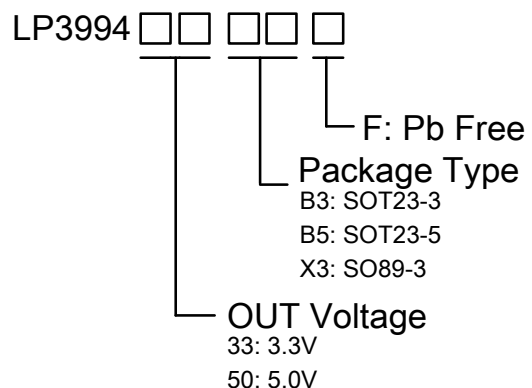 LP3994 □□ □□ □
F: Pb Free
Package Type
B3: SOT23-3
B5: SOT23-5
X3: SO89-3
OUT Voltage
33: 3.3V
50: 5.0V